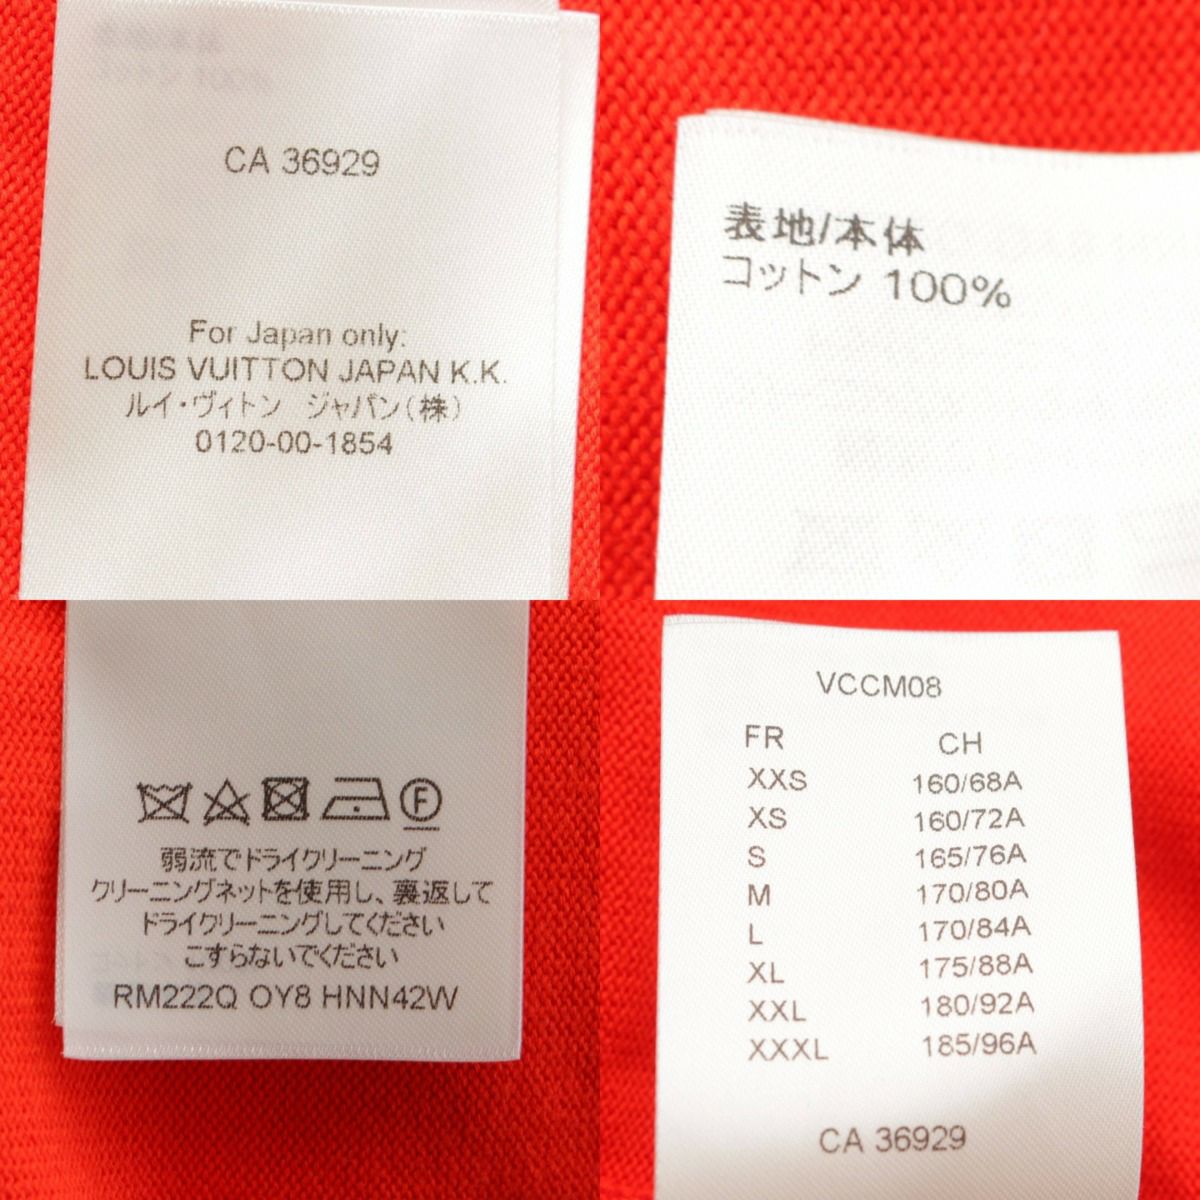 CA 36929
For Japan only:
LOUIS VUITTON JAPAN K.K.
ルイ・ヴィトン ジャパン(株)
0120-00-1854
表地/本体
コットン 100%
弱流でドライクリーニング
クリーニングネットを使用し、裏返して
ドライクリーニングしてください
こすらないでください
RM222Q OY8 HNN42W
VCCM08
FR CH
XXS 160/68A
XS 160/72A
S 165/76A
M 170/80A
L 170/84A
XL 175/88A
XXL 180/92A
XXXL 185/96A
CA 36929